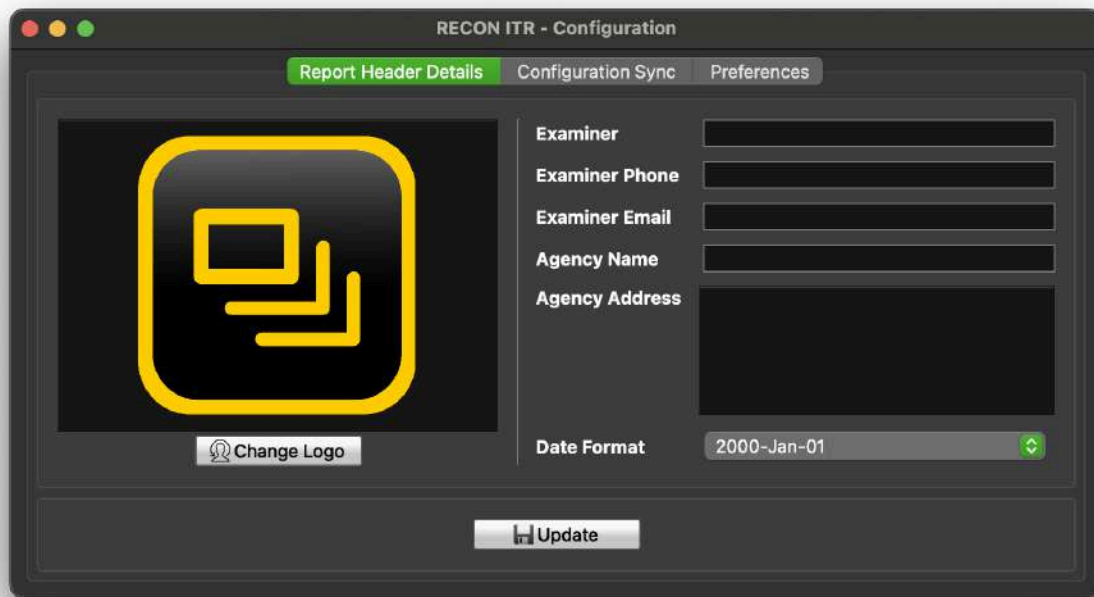 RECON ITR - Configuration
Report Header Details Configuration Sync Preferences
Examiner
Examiner Phone
Examiner Email
Agency Name
Agency Address
Change Logo
Date Format 2000-Jan-01
Update